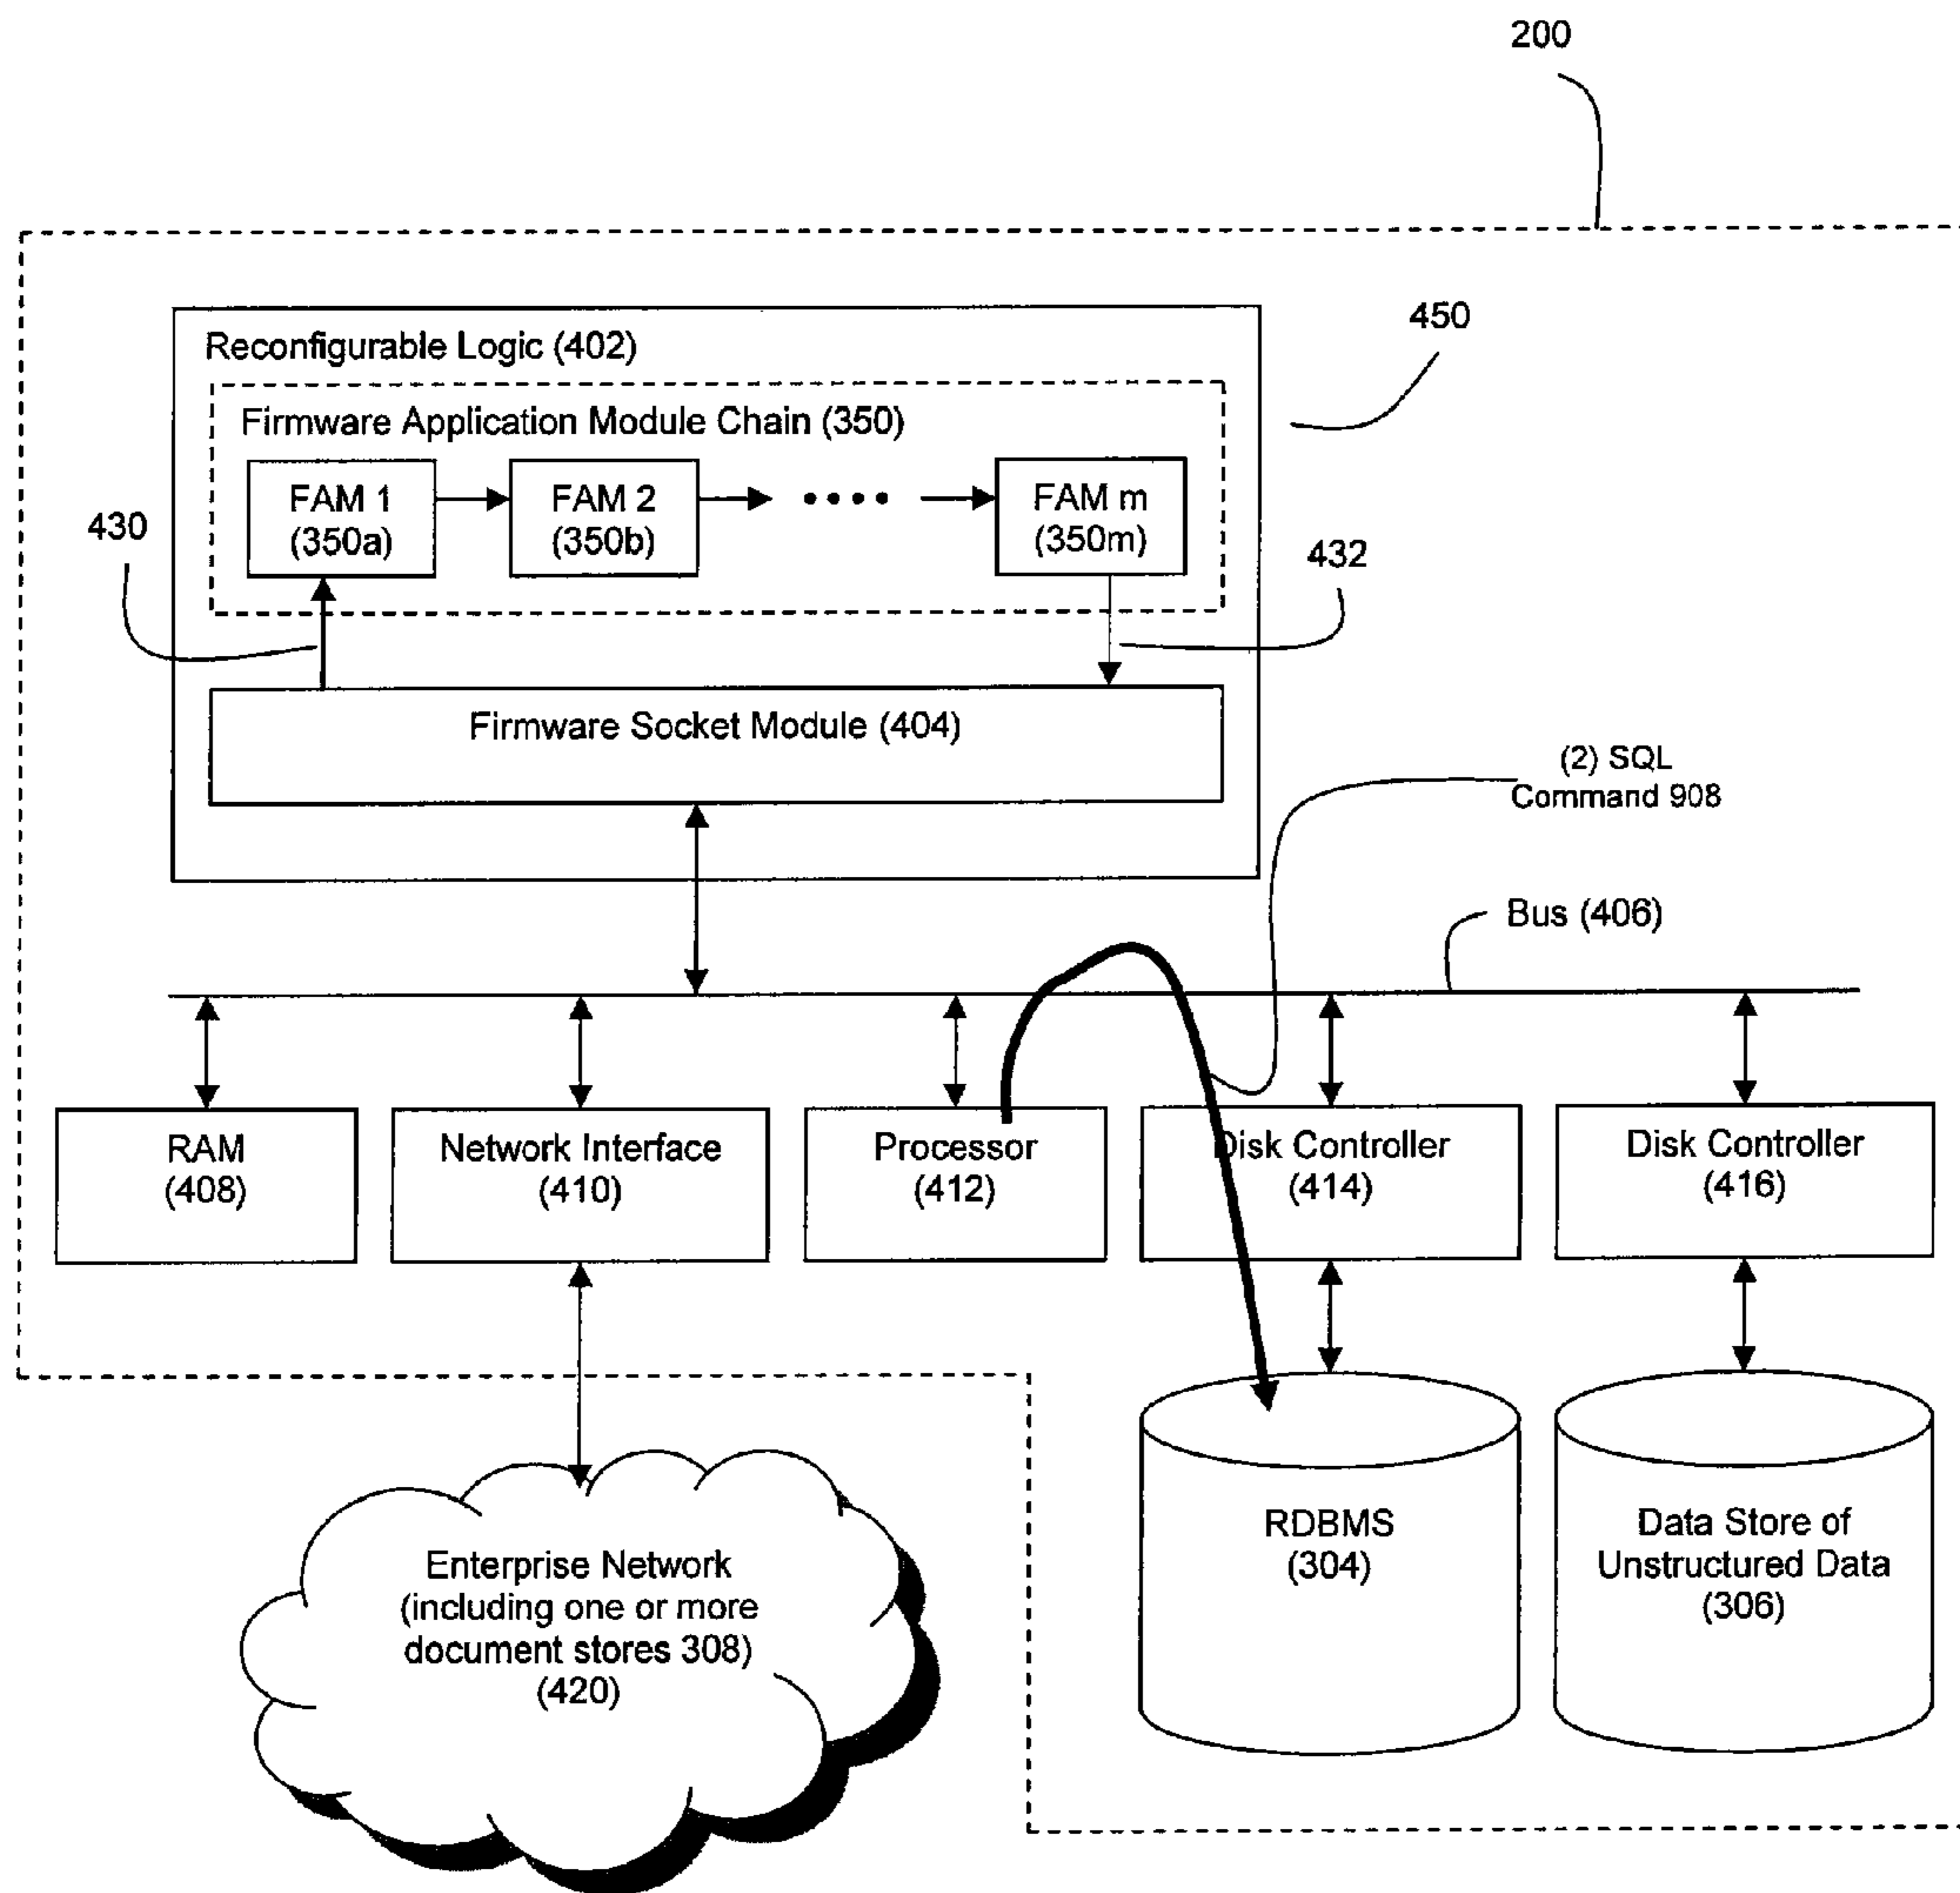 200
450
Reconfigurable Logic (402)
Firmware Application Module Chain (350)
FAM 1
(350a)
FAM 2
(350b)
FAM m
(350m)
430
432
Firmware Socket Module (404)
(2) SQL
Command 908
Bus (406)
RAM
(408)
Network Interface
(410)
Processor
(412)
Disk Controller
(414)
Disk Controller
(416)
Enterprise Network
(including one or more
document stores 308)
(420)
RDBMS
(304)
Data Store of
Unstructured Data
(306)